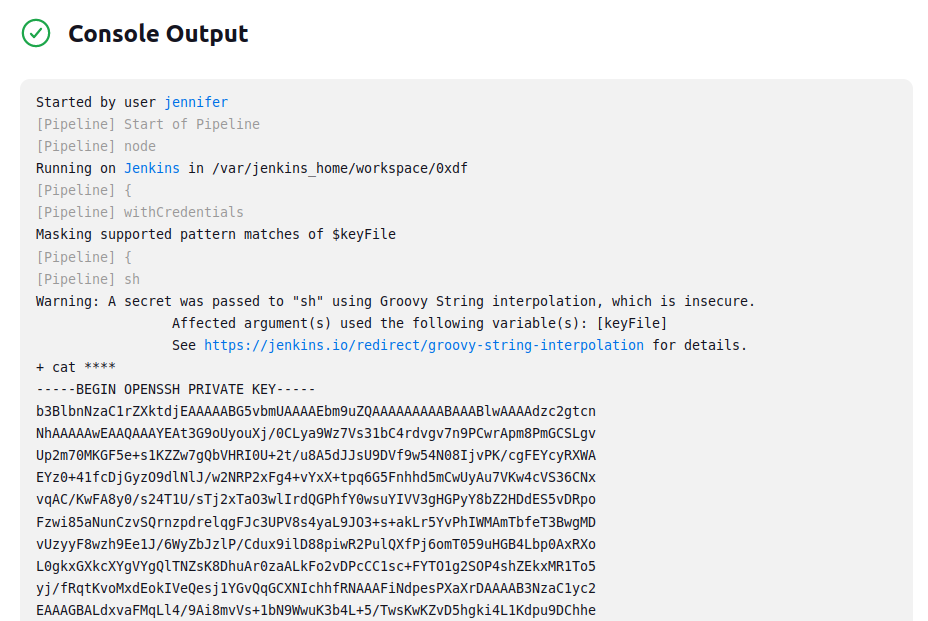 Console Output
Started by user jennifer
[Pipeline] Start of Pipeline
[Pipeline] node
Running on Jenkins in /var/jenkins_home/workspace/0xdf
[Pipeline] {
[Pipeline] withCredentials
Masking supported pattern matches of $keyFile
[Pipeline] {
[Pipeline] sh
Warning: A secret was passed to "sh" using Groovy String interpolation, which is insecure.
Affected argument(s) used the following variable(s): [keyFile]
See https://jenkins.io/redirect/groovy-string-interpolation for details.
+ cat ****
-----BEGIN OPENSSH PRIVATE KEY-----
b3BlbnNzaC1rZXktdjEAAAAABG5vbmUAAAAEbm9uZQAAAAAAAAABAAABlwAAAAdzc2gtcn
NhAAAAAwEAAQAAAYEAt3G9oUyouXj/0CLya9Wz7Vs31bC4rdvgv7n9PCwrApm8PmGCSLgv
Up2m70MKGF5e+s1KZZw7gQbVHRI0U+2t/u8A5dJJsU9DVf9w54N08IjvPK/cgFEYcyRXWA
EYz0+41fcDjGyzO9dlNlJ/w2NRP2xFg4+vYxX+tpq6G5Fnhhd5mCwUyAu7VKw4cVS36CNx
vqAC/KwFA8y0/s24T1U/sTj2xTaO3wlIrdQGPhfY0wsuYIVV3gHGPyY8bZ2HDdES5vDRpo
Fzwi85aNunCzvSQrnzpdrelqgFJc3UPV8s4yaL9JO3+s+akLr5YvPhIWMAmTbfeT3BwgMD
vUzyyF8wzh9Ee1J/6WyZbJzlP/Cdux9ilD88piwR2PulQXfPj6omT059uHGB4Lbp0AxRXo
L0gkxGXkcXYgVYgQlTNZsK8DhuAr0zaALkFo2vDPcCC1sc+FYTO1g2SOP4shZEkxMR1To5
yj/fRqtKvoMxdEokIVeQesj1YGvQqGCXNIchhfRNAAAFiNdpesPXaXrDAAAAB3NzaC1yc2
EAAAGBALdxvaFMqLl4/9Ai8mvVs+1bN9WwuK3b4L+5/TwsKwKZvD5hgki4L1Kdpu9DChhe